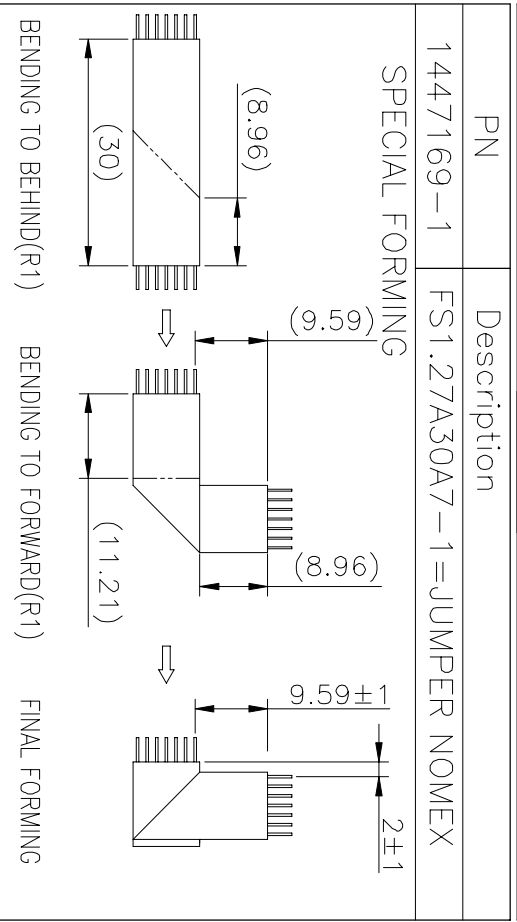 PN
Description
1447169-1
FS1.27A30A7-1=JUMPER NOMEX
SPECIAL FORMING
(8.96)
(30)
BENDING TO BEHIND(R1)
(9.59)
(8.96)
(11.21)
BENDING TO FORWARD(R1)
9.59±1
2±1
FINAL FORMING